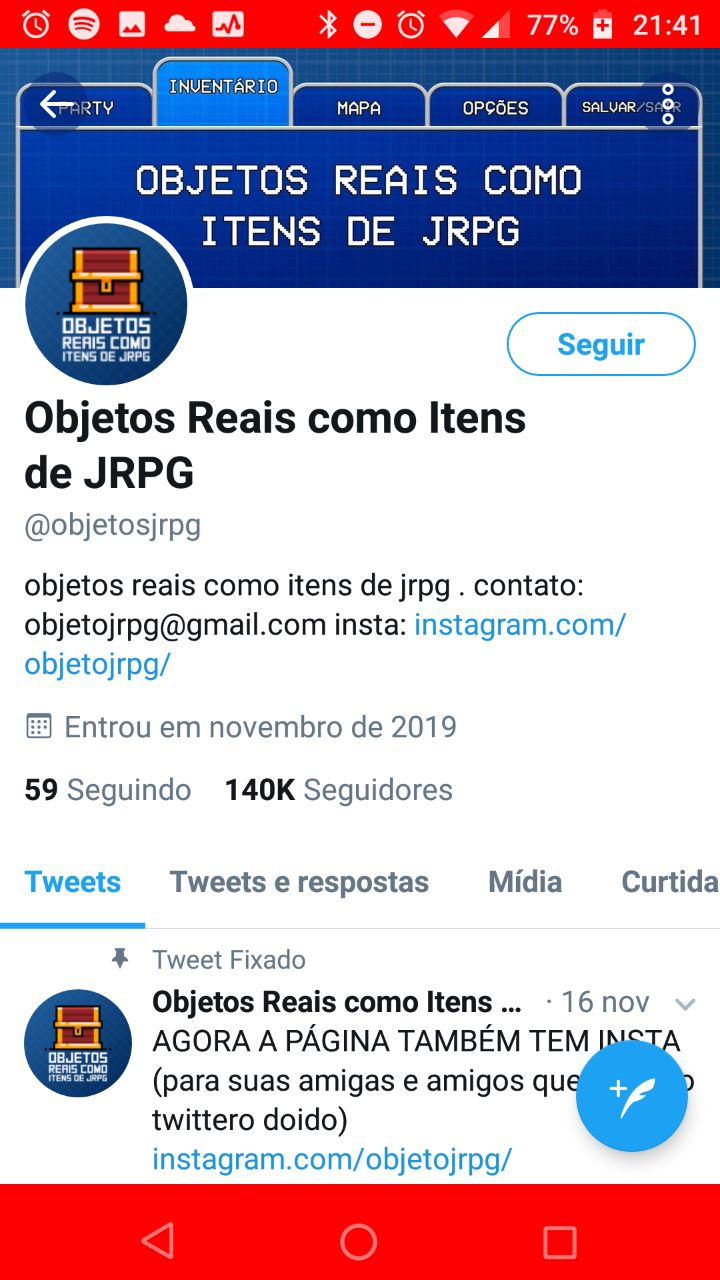 77% 21:41
PARTY INVENTÁRIO MAPA OPÇÕES SALVAR/SAIR
OBJETOS REAIS COMO
ITENS DE JRPG
OBJETOS
REAIS COMO
ITENS DE JRPG
Seguir
Objetos Reais como Itens
de JRPG
@objetosjrpg
objetos reais como itens de jrpg . contato:
objetojrpg@gmail.com insta: instagram.com/
objetojrpg/
Entrou em novembro de 2019
59 Seguindo 140K Seguidores
Tweets Tweets e respostas Mídia Curtida
Tweet Fixado
Objetos Reais como Itens ... · 16 nov
OBJETOS
REAIS COMO
ITENS DE JRPG
AGORA A PÁGINA TAMBÉM TEM INSTA
(para suas amigas e amigos que
twittero doido)
instagram.com/objetojrpg/